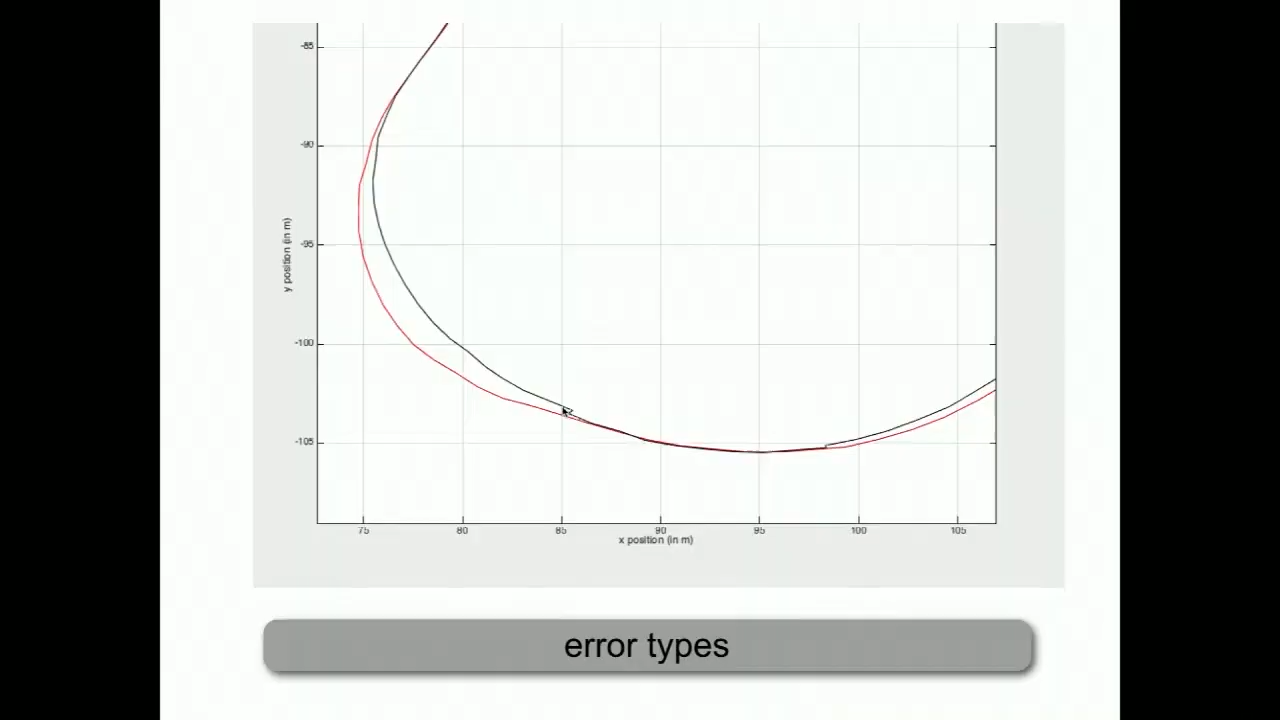 -85
-90
-95
-100
-105
y position (in m)
75 80 85 90 95 100 105
x position (in m)
error types